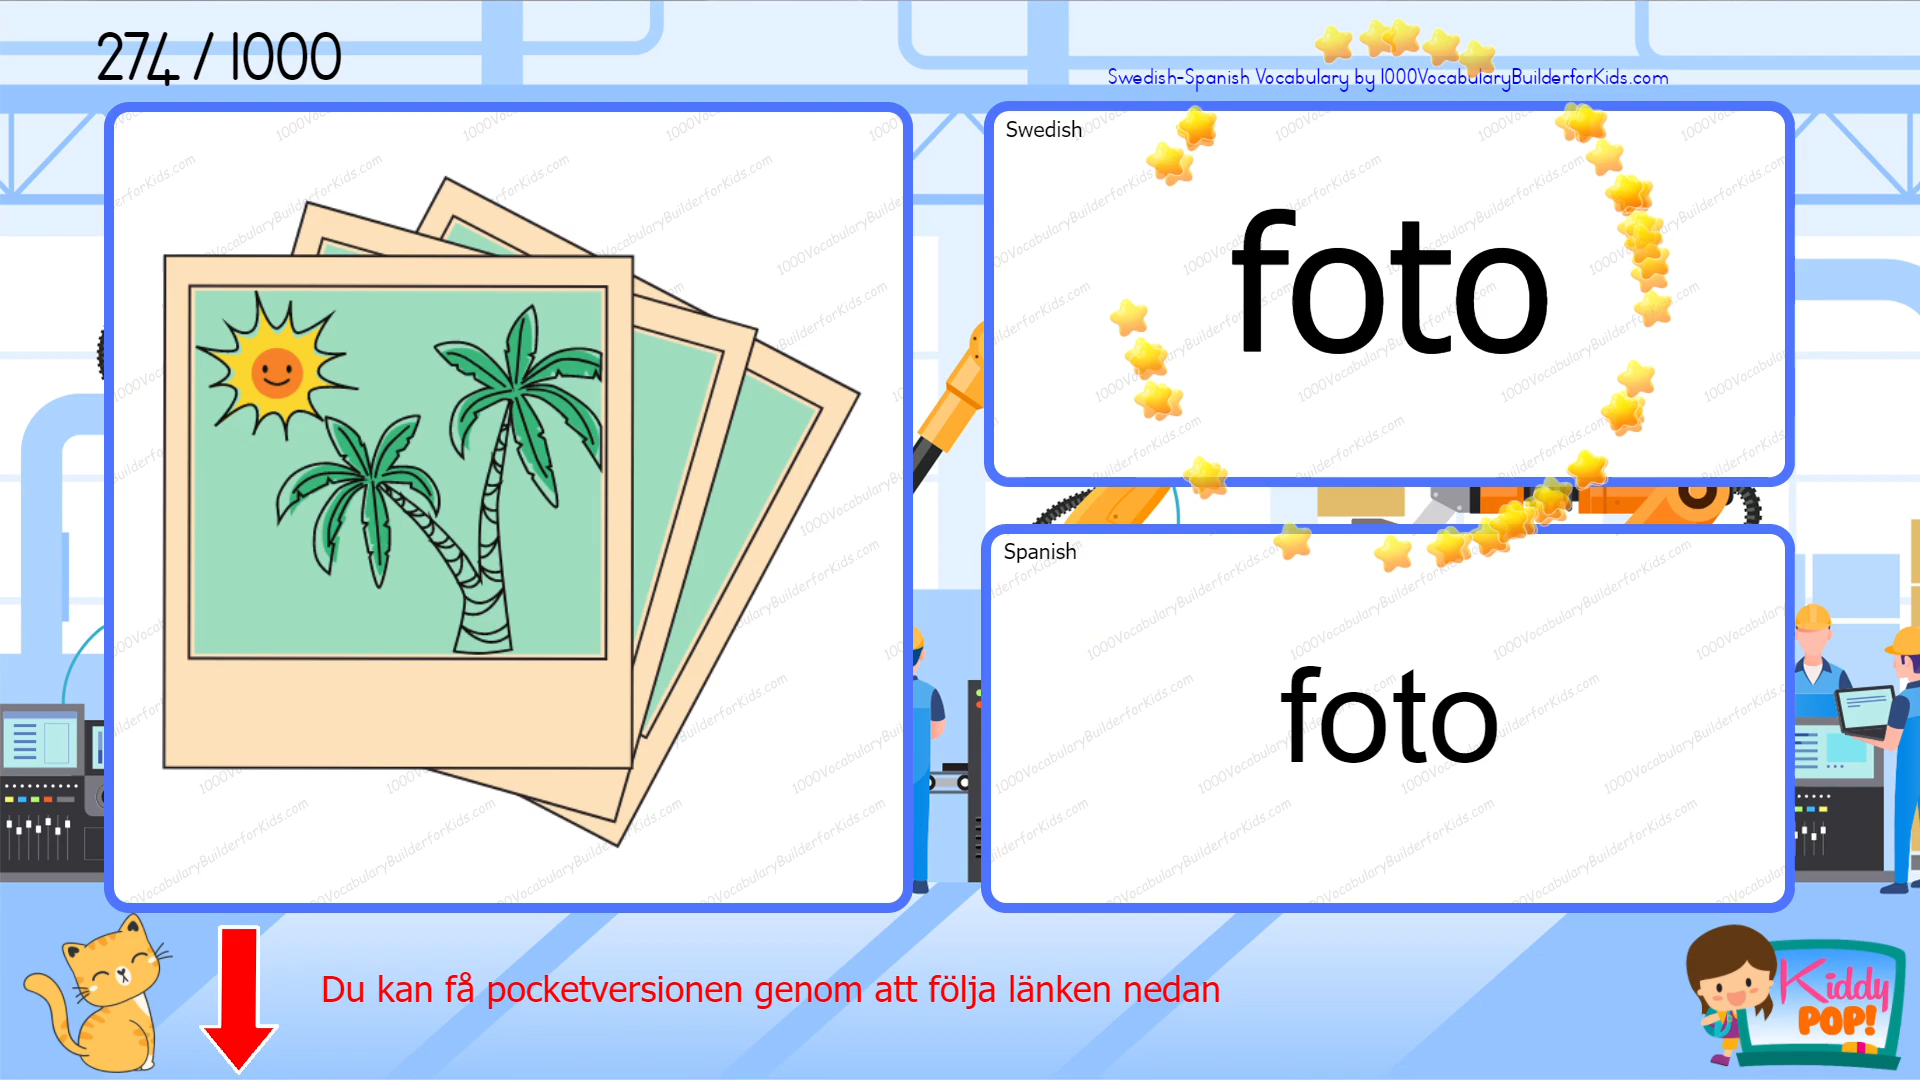 274 / 1000
Swedish-Spanish Vocabulary by 1000VocabularyBuilderforKids.com
Swedish
foto
Spanish
foto
Du kan få pocketversionen genom att följa länken nedan
Kiddy
POP!